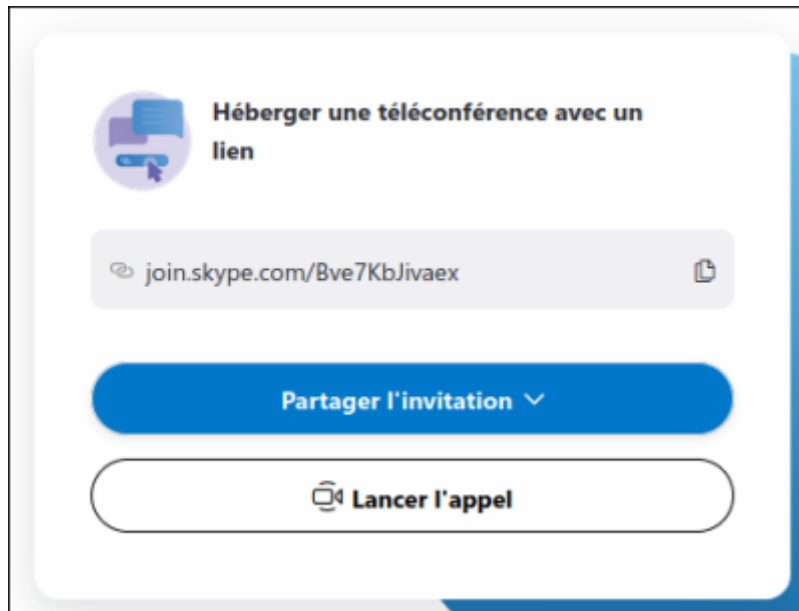 Héberger une téléconférence avec un
lien
join.skype.com/Bve7KbJivaex
Partager l'invitation
Lancer l'appel